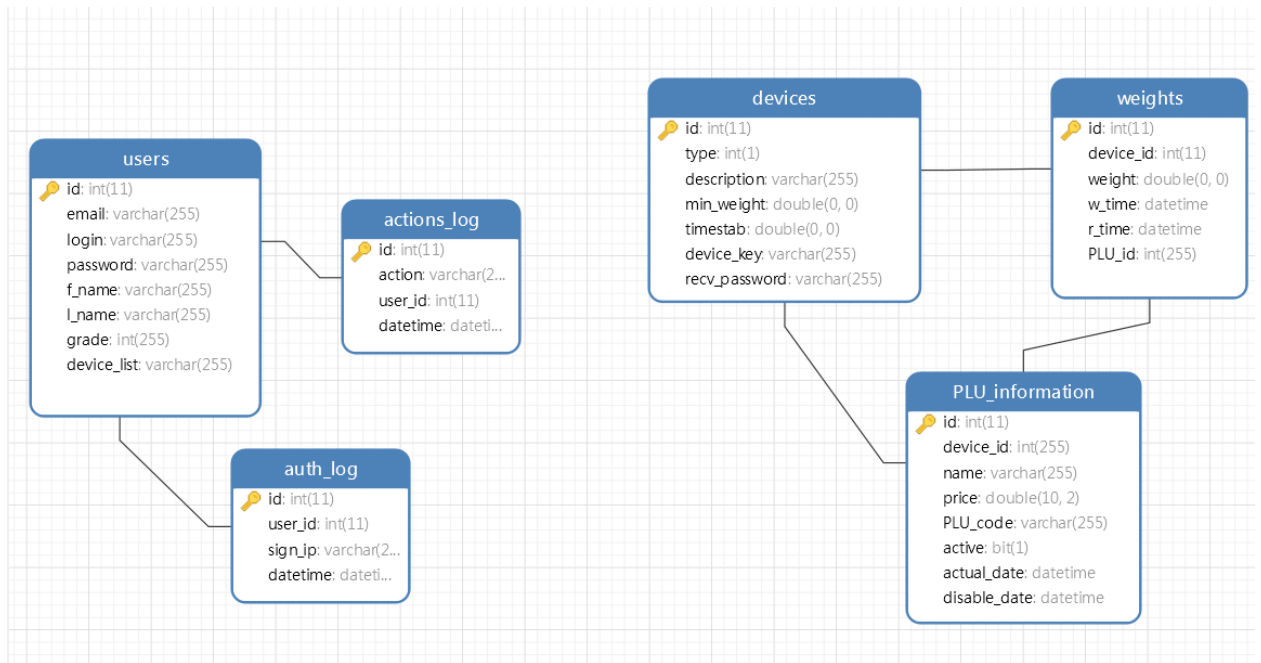 users
id: int(11)
email: varchar(255)
login: varchar(255)
password: varchar(255)
f_name: varchar(255)
l_name: varchar(255)
grade: int(255)
device_list: varchar(255)
actions_log
id: int(11)
action: varchar(2...
user_id: int(11)
datetime: dateti...
auth_log
id: int(11)
user_id: int(11)
sign_ip: varchar(2...
datetime: dateti...
devices
id: int(11)
type: int(1)
description: varchar(255)
min_weight: double(0, 0)
timestab: double(0, 0)
device_key: varchar(255)
recv_password: varchar(255)
weights
id: int(11)
device_id: int(11)
weight: double(0, 0)
w_time: datetime
r_time: datetime
PLU_id: int(255)
PLU_information
id: int(11)
device_id: int(255)
name: varchar(255)
price: double(10, 2)
PLU_code: varchar(255)
active: bit(1)
actual_date: datetime
disable_date: datetime